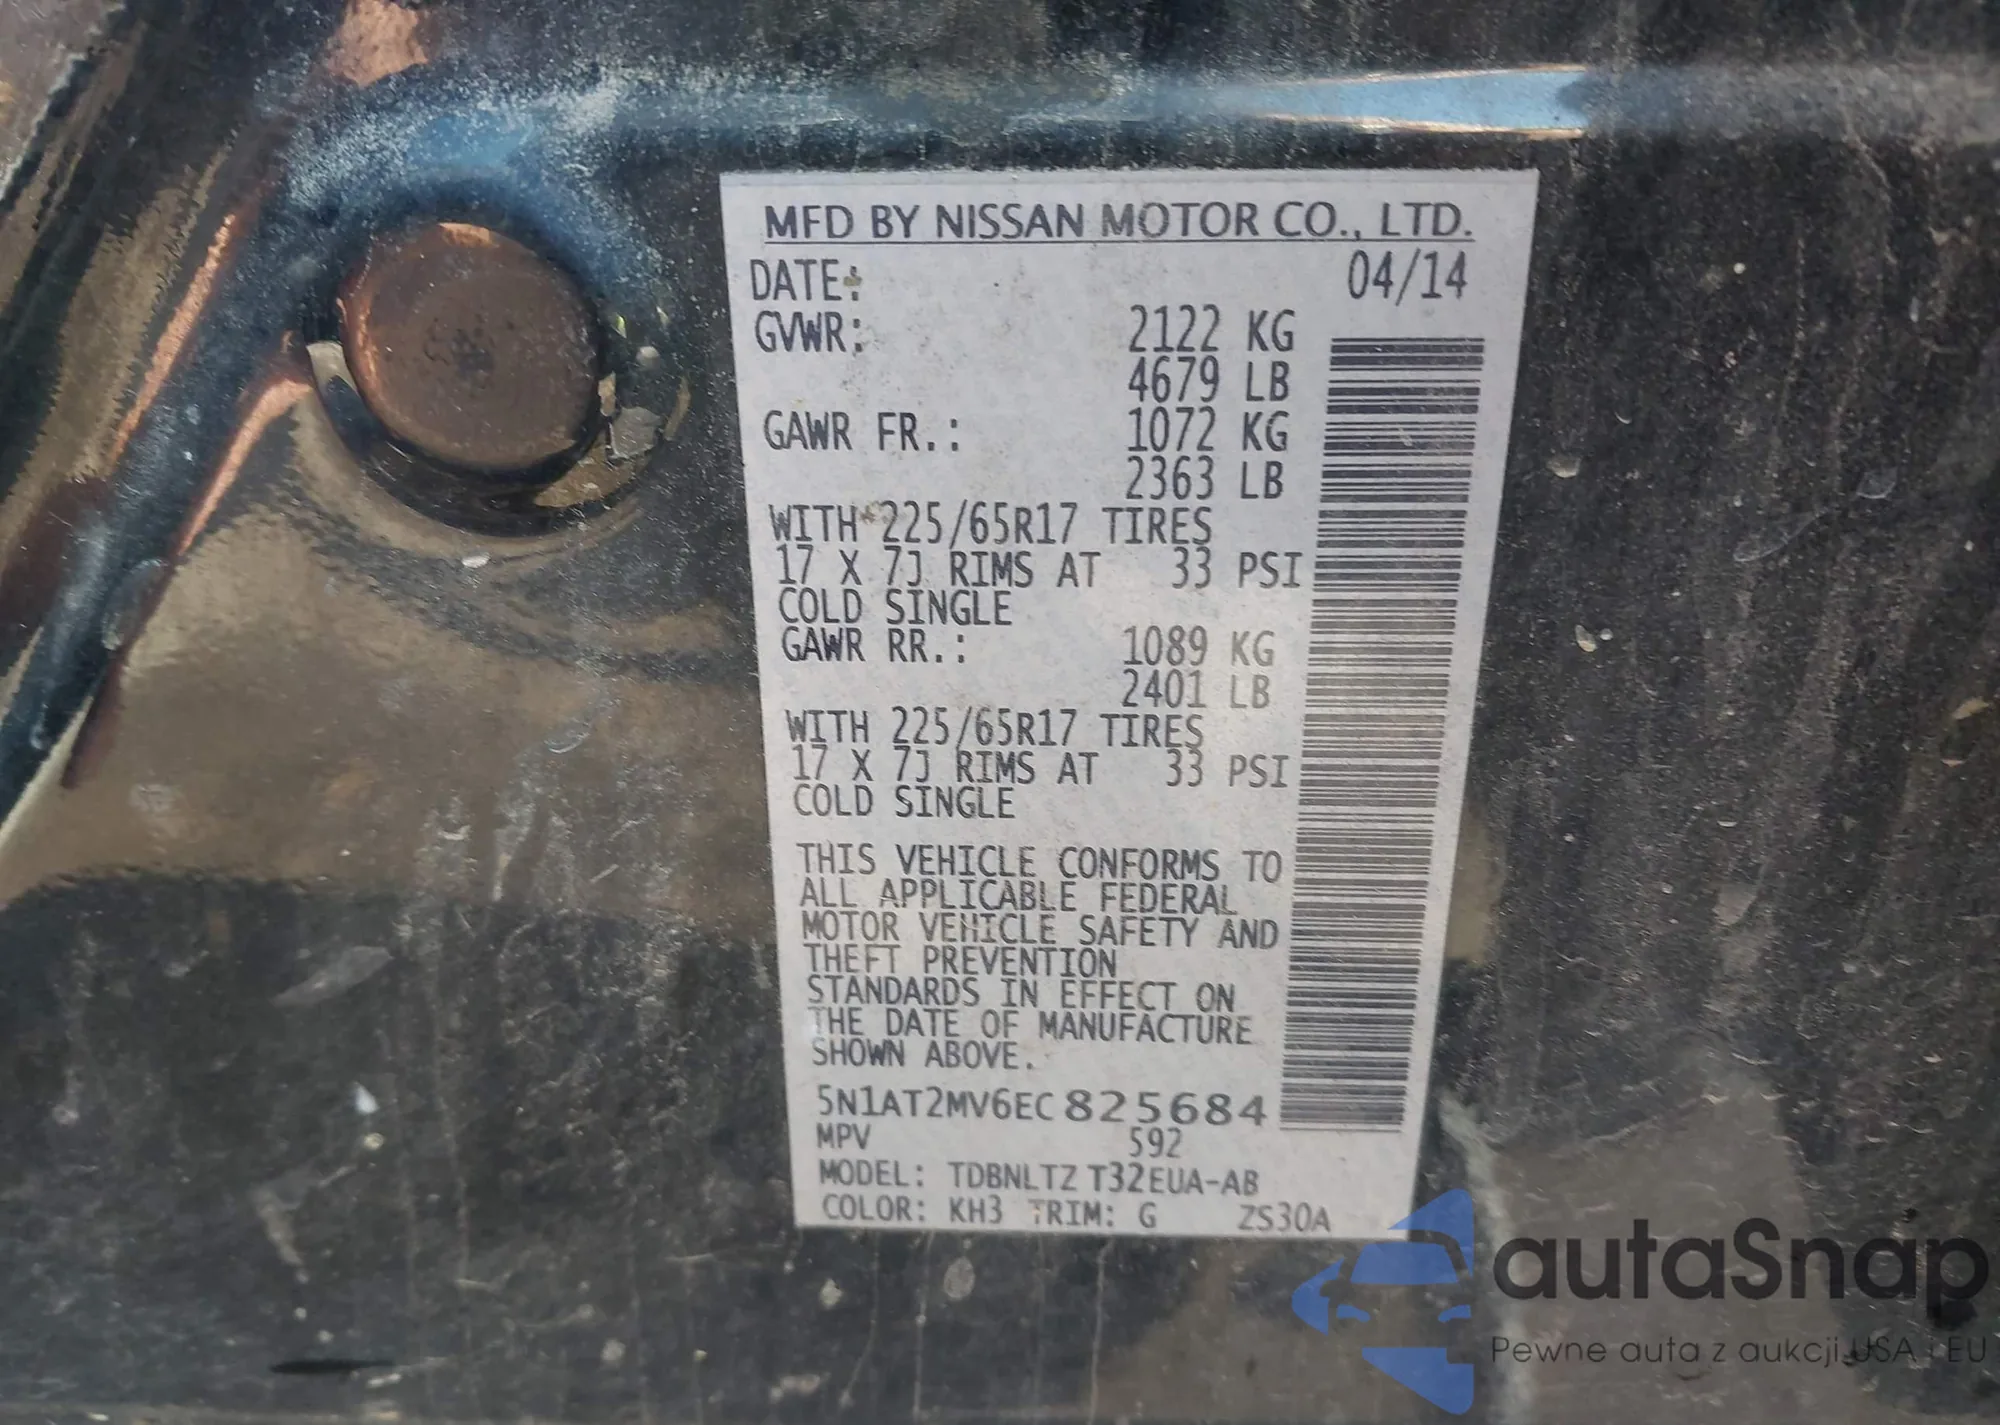 MFD BY NISSAN MOTOR CO., LTD.
DATE: 04/14
GVWR: 2122 KG
4679 LB
GAWR FR.: 1072 KG
2363 LB
WITH 225/65R17 TIRES
17 X 7J RIMS AT 33 PSI
COLD SINGLE
GAWR RR.: 1089 KG
2401 LB
WITH 225/65R17 TIRES
17 X 7J RIMS AT 33 PSI
COLD SINGLE
THIS VEHICLE CONFORMS TO
ALL APPLICABLE FEDERAL
MOTOR VEHICLE SAFETY AND
THEFT PREVENTION
STANDARDS IN EFFECT ON
THE DATE OF MANUFACTURE
SHOWN ABOVE.
5N1AT2MV6EC825684
MPV 592
MODEL: TDBNLTZ T32EUA-AB
COLOR: KH3 TRIM: G ZS30A
autaSnap
Pewne auta z aukcji USA i EU